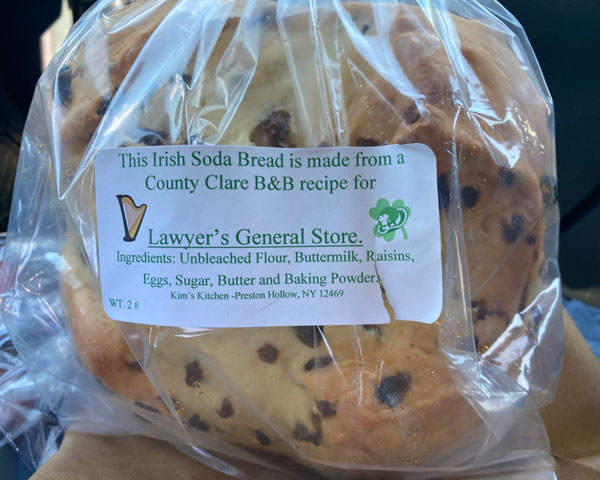 This Irish Soda Bread is made from a
County Clare B&B recipe for
Lawyer's General Store.
Ingredients: Unbleached Flour, Buttermilk, Raisins,
Eggs, Sugar, Butter and Baking Powder.
Kim's Kitchen -Preston Hollow, NY 12469
WT. 2 #